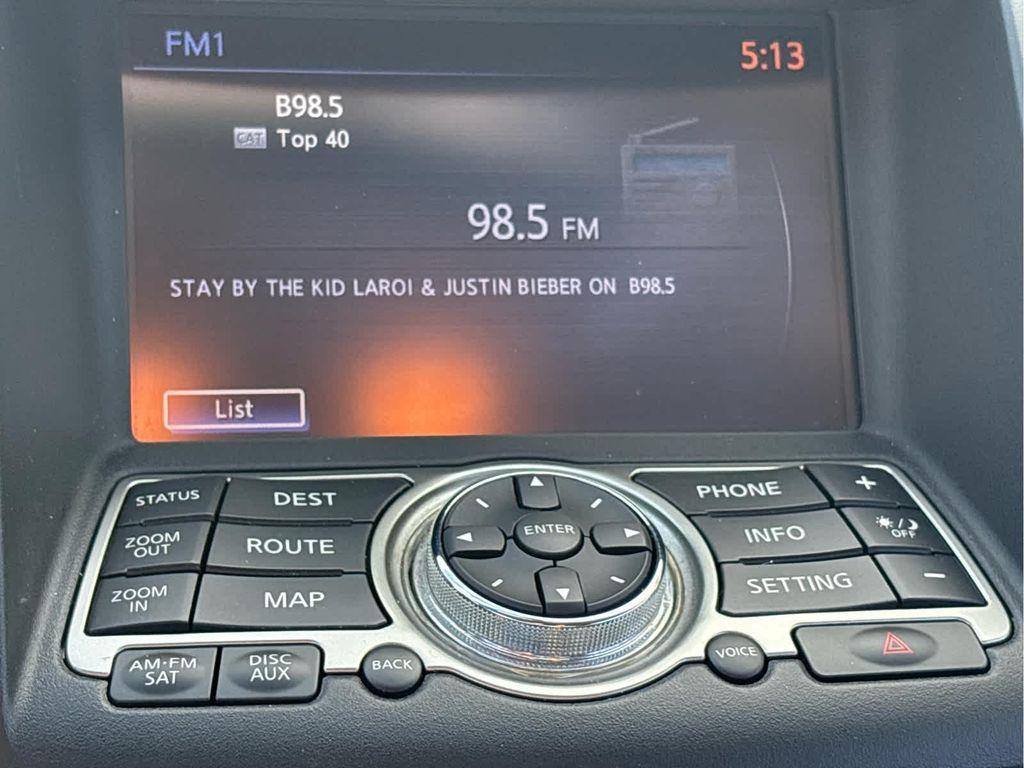 FM1
5:13
B98.5
CAT Top 40
98.5 FM
STAY BY THE KID LAROI & JUSTIN BIEBER ON B98.5
List
STATUS
DEST
ZOOM
OUT
ROUTE
ZOOM
IN
MAP
AM·FM
SAT
DISC
AUX
BACK
ENTER
VOICE
PHONE
+
INFO
/
OFF
SETTING
−